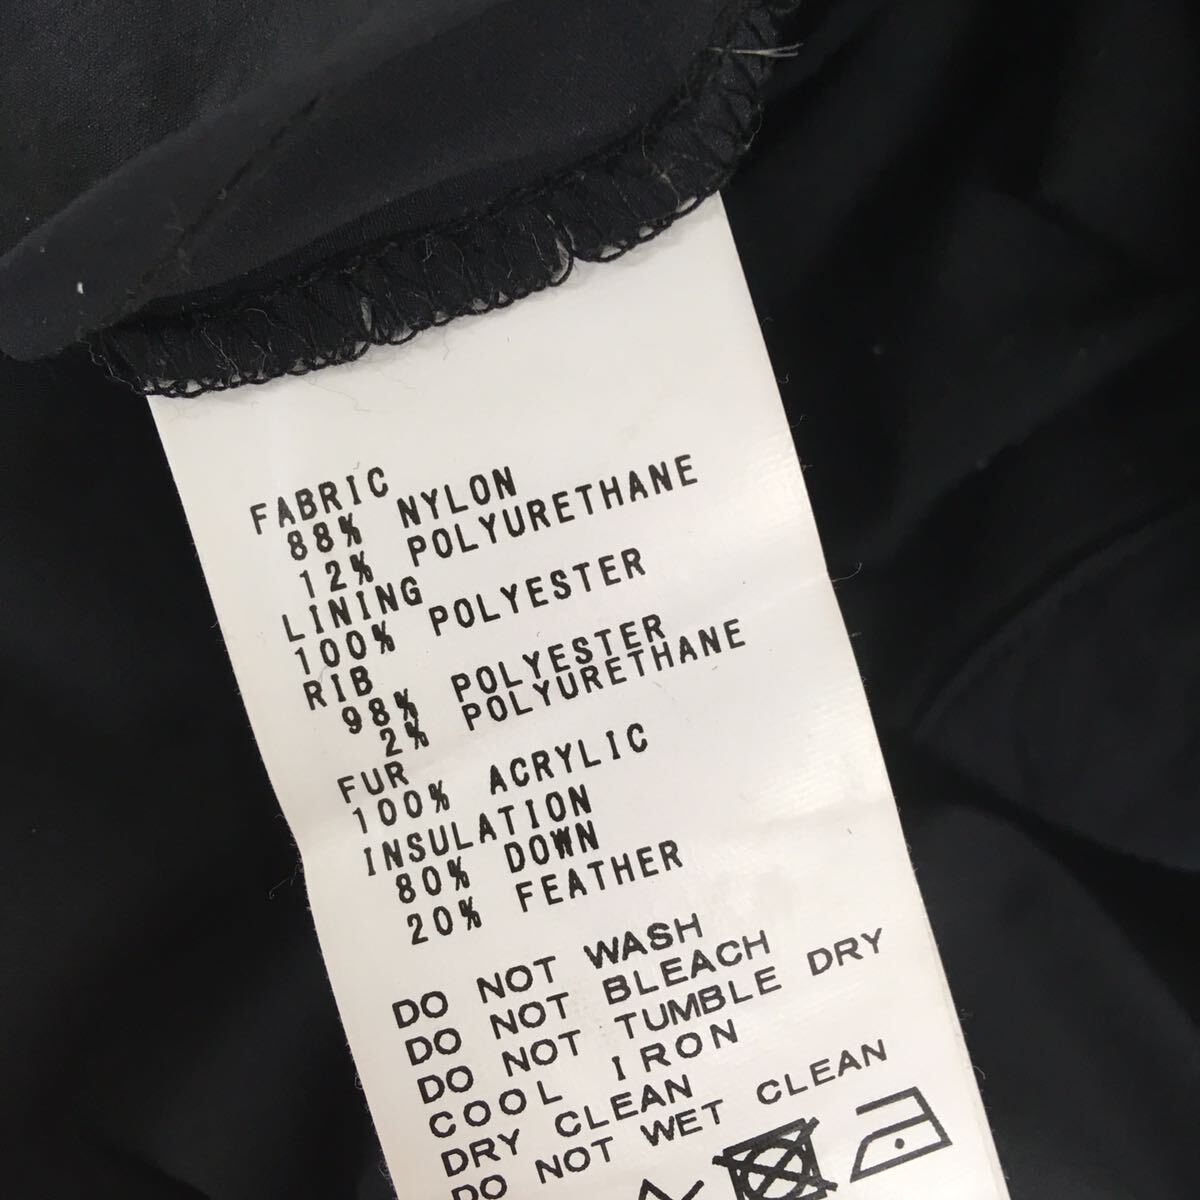 FABRIC
88% NYLON
12% POLYURETHANE
LINING
100% POLYESTER
RIB
98% POLYESTER
2% POLYURETHANE
FUR
100% ACRYLIC
INSULATION
80% DOWN
20% FEATHER
DO NOT WASH
DO NOT BLEACH
DO NOT TUMBLE DRY
COOL IRON
DRY CLEAN
DO NOT WET CLEAN